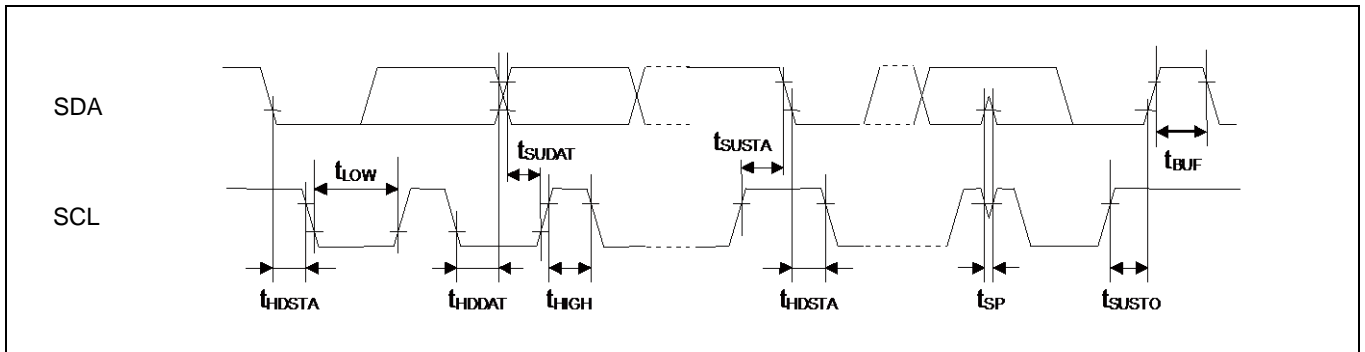 SDA
tSUDAT
tSUSTA
tBUF
tLOW
SCL
tHDSTA
tHDDAT
tHIGH
tHDSTA
tSP
tSUSTO